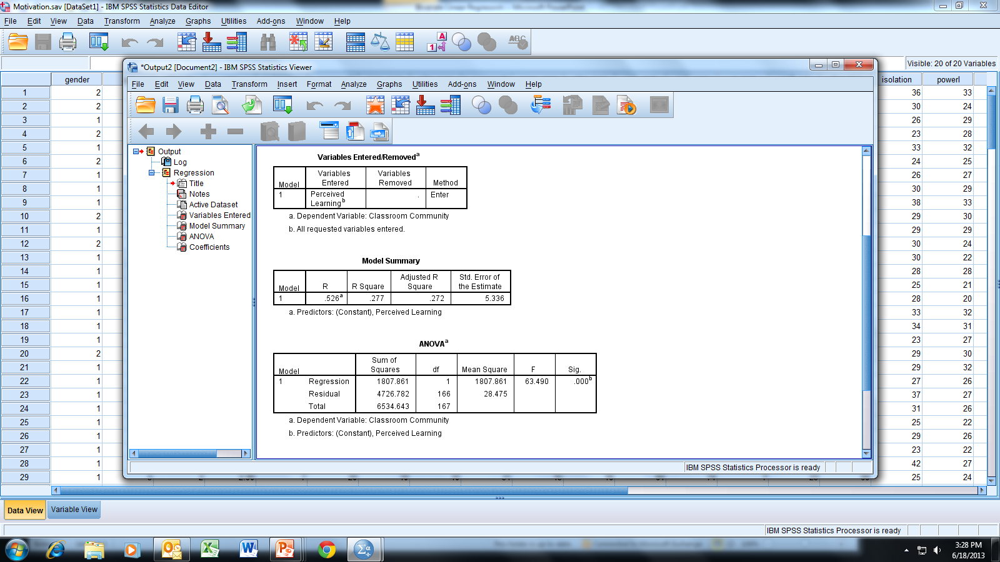 Motivation.sav [DataSet1] - IBM SPSS Statistics Data Editor
File Edit View Data Transform Analyze Graphs Utilities Add-ons Window Help
Visible: 20 of 20 Variables
gender isolation powerl
1 2 36 33
2 2 30 24
3 1 26 29
4 2 23 28
5 1 33 32
6 2 24 25
7 1 26 27
8 1 30 29
9 1 38 33
10 2 29 30
11 1 29 29
12 2 30 24
13 1 30 22
14 1 28 28
15 1 25 21
16 1 28 20
17 1 33 32
18 1 34 31
19 1 23 27
20 2 29 30
21 1 29 32
22 1 27 26
23 1 37 27
24 1 31 26
25 1 25 22
26 1 29 26
27 1 23 22
28 1 42 27
29 1 25 24
*Output2 [Document2] - IBM SPSS Statistics Viewer
File Edit View Data Transform Insert Format Analyze Graphs Utilities Add-ons Window Help
Output
Log
Regression
Title
Notes
Active Dataset
Variables Entered
Model Summary
ANOVA
Coefficients
Variables Entered/Removedª
Model Variables Entered Variables Removed Method
1 Perceived Learningᵇ . Enter
a. Dependent Variable: Classroom Community
b. All requested variables entered.
Model Summary
Model R R Square Adjusted R Square Std. Error of the Estimate
1 .526ª .277 .272 5.336
a. Predictors: (Constant), Perceived Learning
ANOVAª
Model Sum of Squares df Mean Square F Sig.
1 Regression 1807.861 1 1807.861 63.490 .000ᵇ
Residual 4726.782 166 28.475
Total 6534.643 167
a. Dependent Variable: Classroom Community
b. Predictors: (Constant), Perceived Learning
IBM SPSS Statistics Processor is ready
Data View Variable View
IBM SPSS Statistics Processor is ready
3:28 PM
6/18/2013